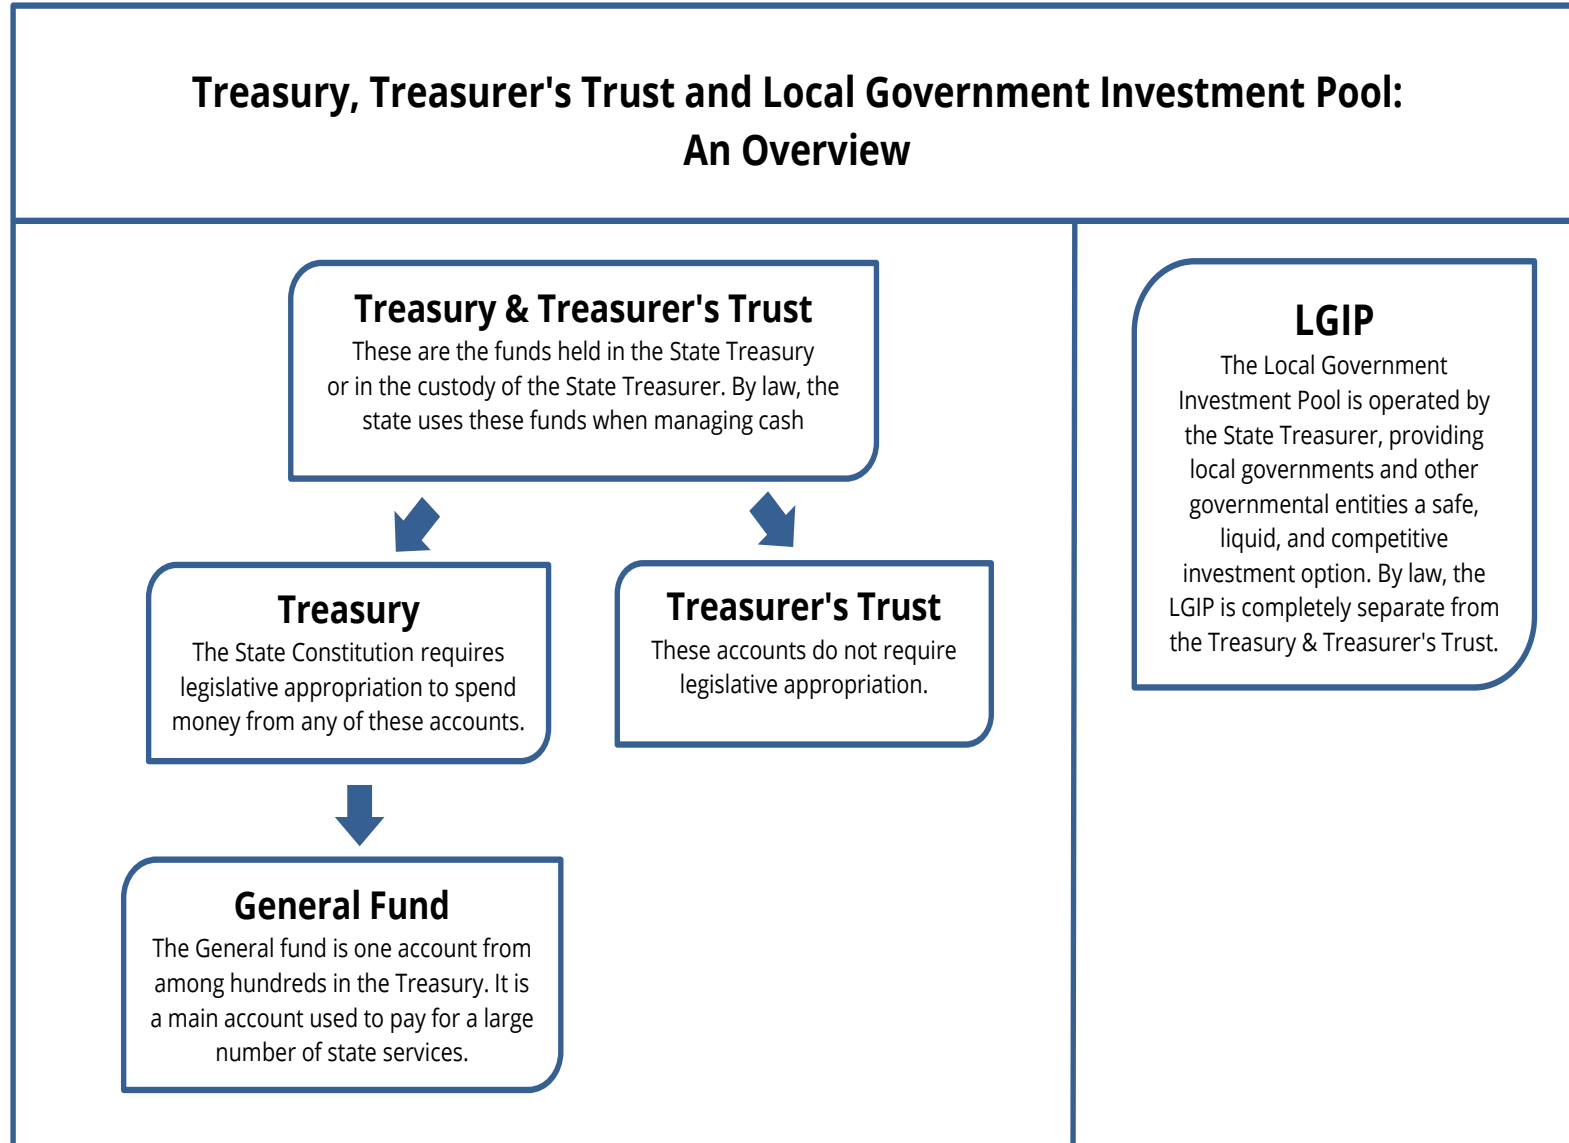 Treasury, Treasurer's Trust and Local Government Investment Pool:
An Overview
Treasury & Treasurer's Trust
These are the funds held in the State Treasury
or in the custody of the State Treasurer. By law, the
state uses these funds when managing cash
Treasury
The State Constitution requires
legislative appropriation to spend
money from any of these accounts.
Treasurer's Trust
These accounts do not require
legislative appropriation.
General Fund
The General fund is one account from
among hundreds in the Treasury. It is
a main account used to pay for a large
number of state services.
LGIP
The Local Government
Investment Pool is operated by
the State Treasurer, providing
local governments and other
governmental entities a safe,
liquid, and competitive
investment option. By law, the
LGIP is completely separate from
the Treasury & Treasurer's Trust.